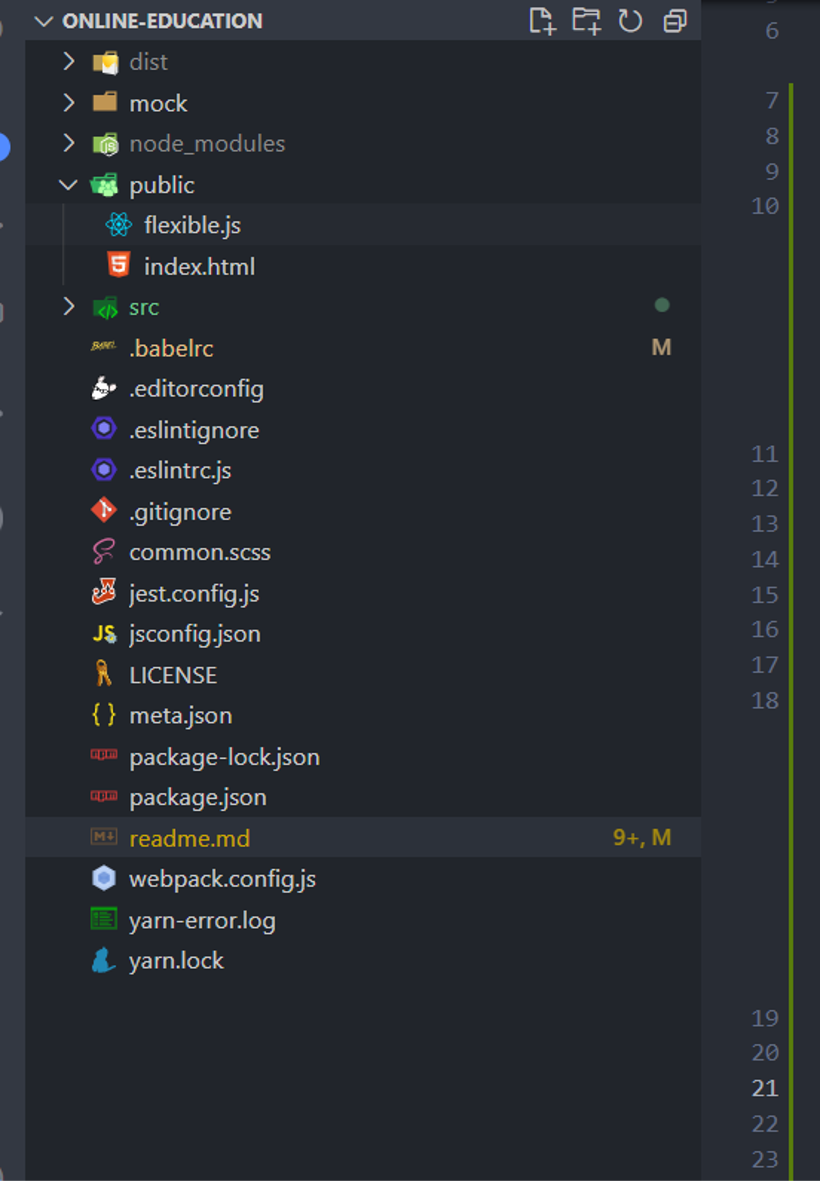 ONLINE-EDUCATION
dist
mock
node_modules
public
flexible.js
index.html
src
.babelrc M
.editorconfig
.eslintignore
.eslintrc.js
.gitignore
common.scss
jest.config.js
JS jsconfig.json
LICENSE
{ } meta.json
package-lock.json
package.json
M↓ readme.md 9+, M
webpack.config.js
yarn-error.log
yarn.lock
6
7
8
9
10
11
12
13
14
15
16
17
18
19
20
21
22
23